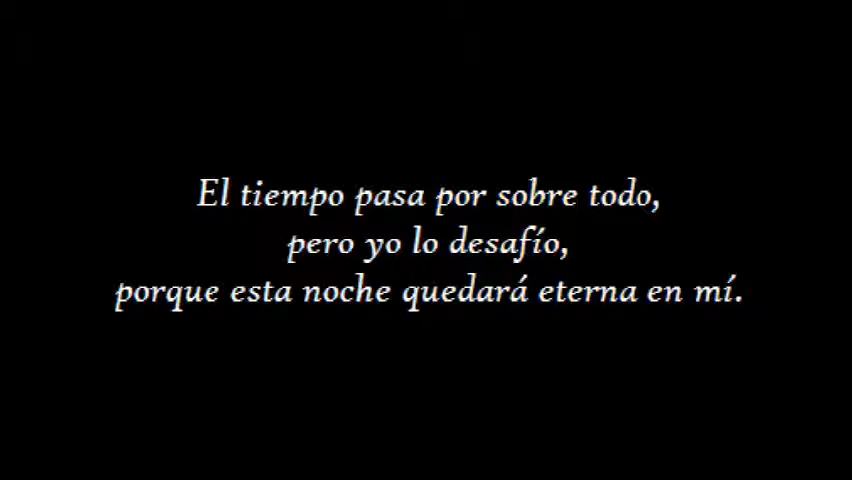 El tiempo pasa por sobre todo,
pero yo lo desafío,
porque esta noche quedará eterna en mí.